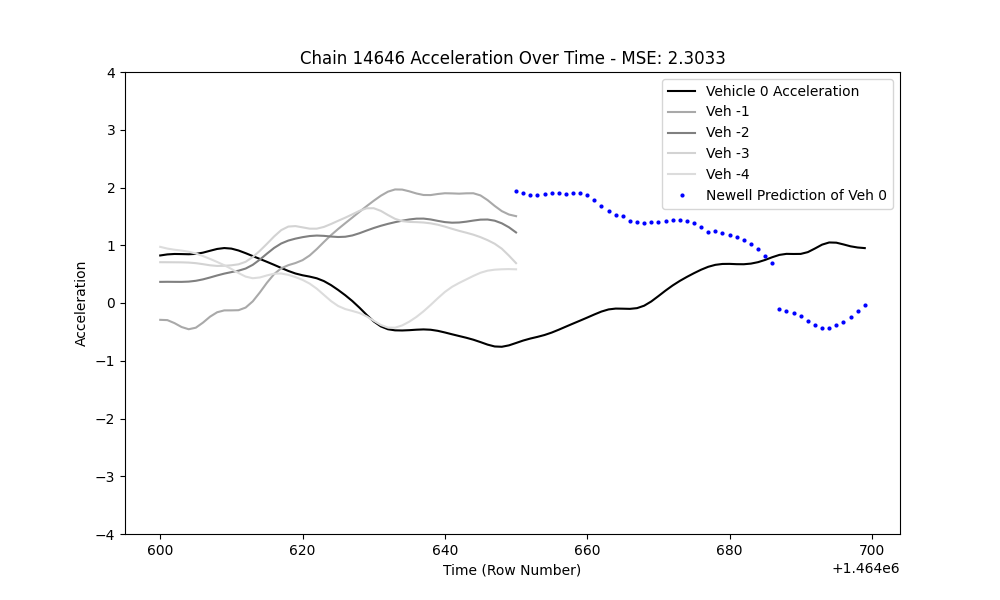 Chain 14646 Acceleration Over Time - MSE: 2.3033
Vehicle 0 Acceleration
Veh -1
Veh -2
Veh -3
Veh -4
Newell Prediction of Veh 0
4
3
2
1
0
−1
−2
−3
−4
Acceleration
600
620
640
660
680
700
+1.464e6
Time (Row Number)